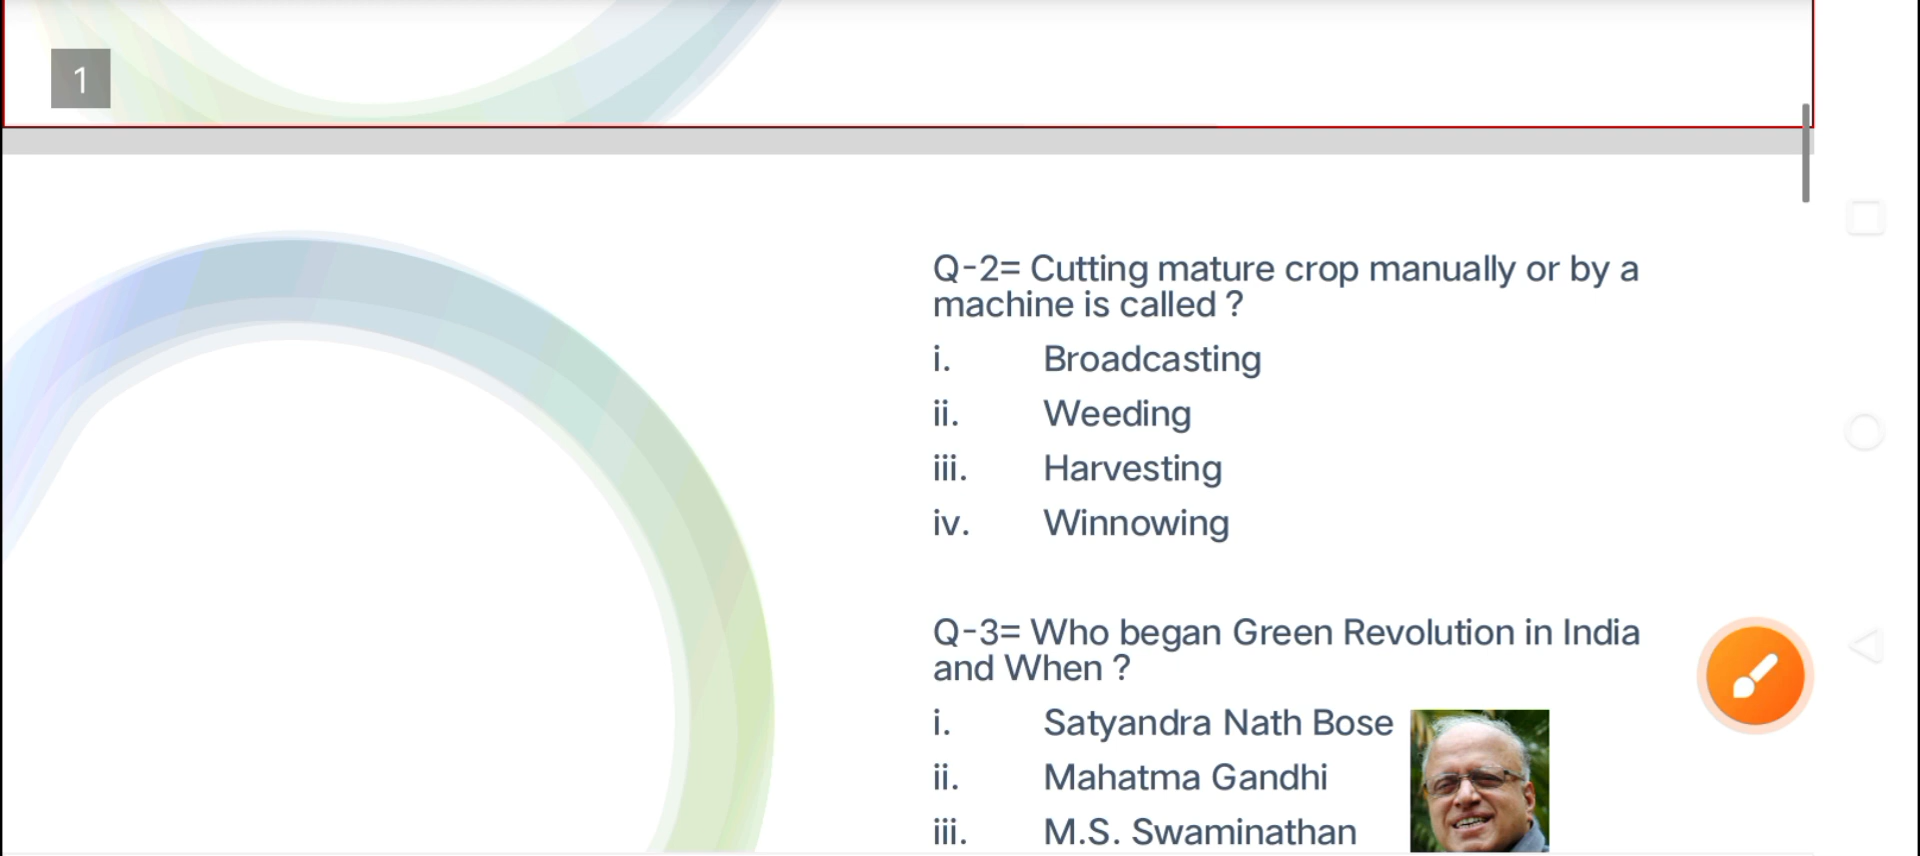 1
Q-2= Cutting mature crop manually or by a
machine is called ?
i. Broadcasting
ii. Weeding
iii. Harvesting
iv. Winnowing
Q-3= Who began Green Revolution in India
and When ?
i. Satyandra Nath Bose
ii. Mahatma Gandhi
iii. M.S. Swaminathan